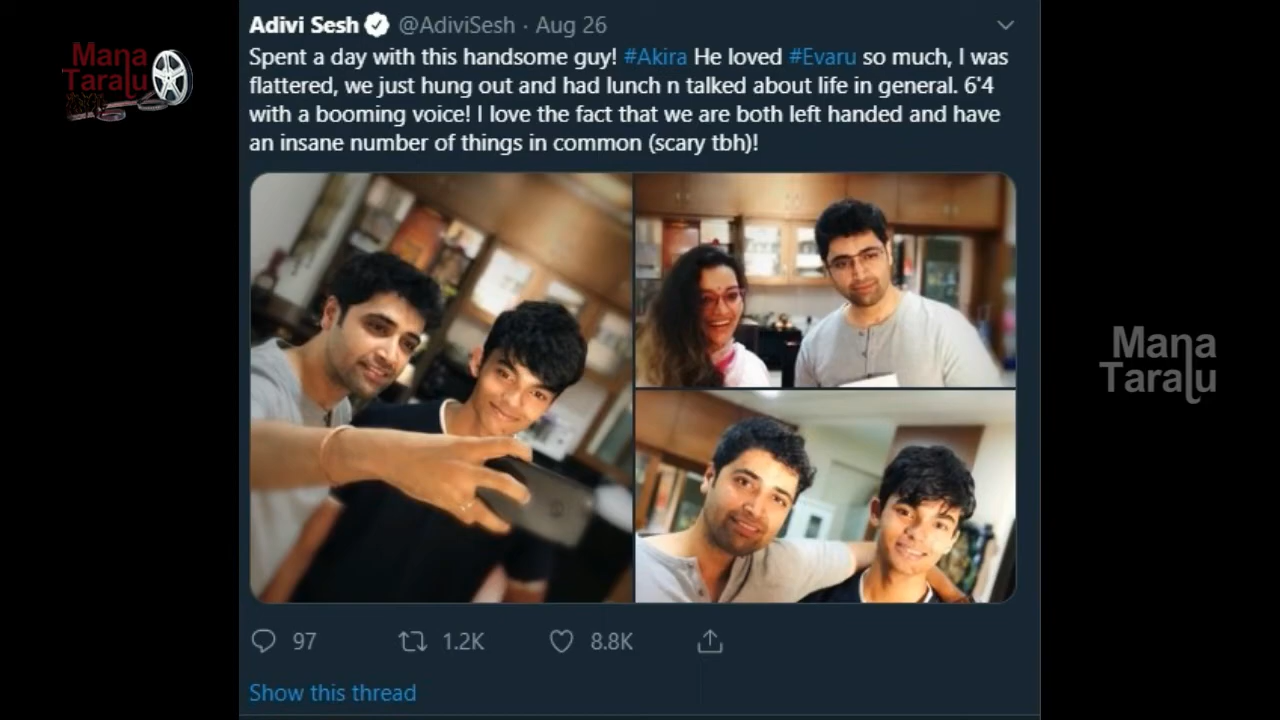 Mana
Taralu
Adivi Sesh @AdiviSesh · Aug 26
Spent a day with this handsome guy! #Akira He loved #Evaru so much, I was
flattered, we just hung out and had lunch n talked about life in general. 6'4
with a booming voice! I love the fact that we are both left handed and have
an insane number of things in common (scary tbh)!
97 1.2K 8.8K
Show this thread
Mana
Taralu